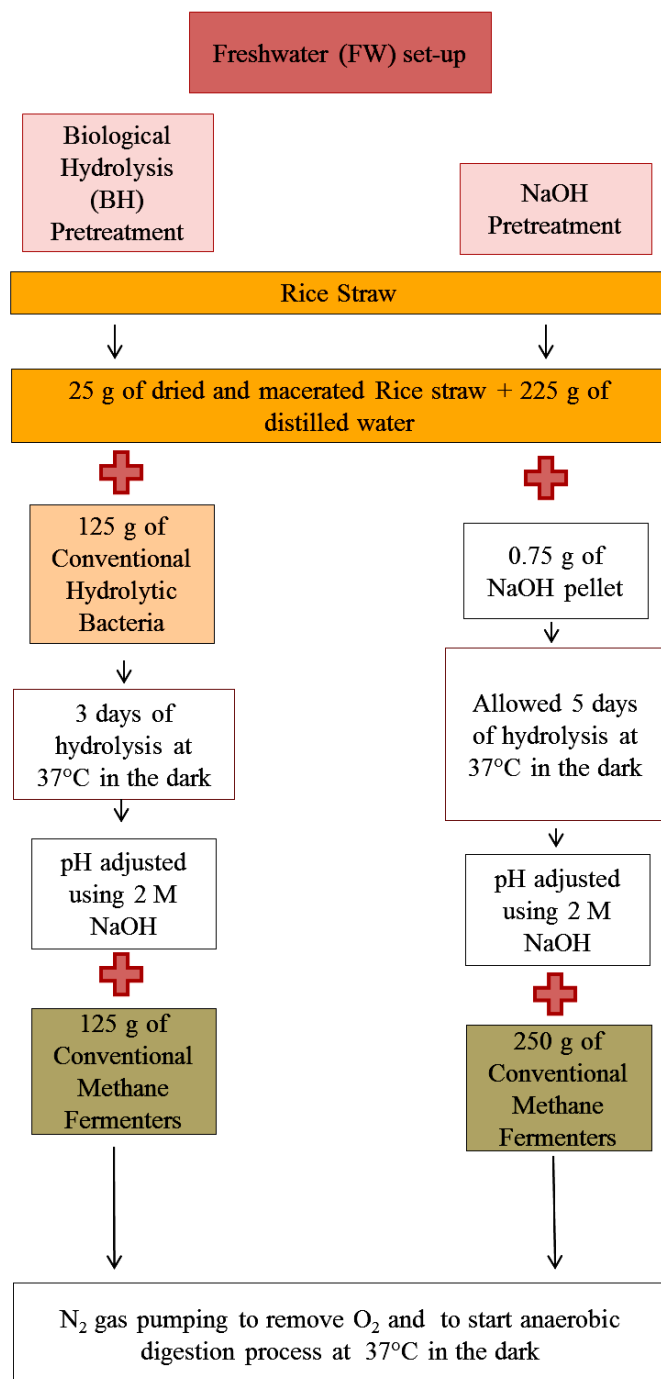 Freshwater (FW) set-up
Biological
Hydrolysis
(BH)
Pretreatment
NaOH
Pretreatment
Rice Straw
25 g of dried and macerated Rice straw + 225 g of
distilled water
125 g of
Conventional
Hydrolytic
Bacteria
0.75 g of
NaOH pellet
3 days of
hydrolysis at
37°C in the dark
Allowed 5 days
of hydrolysis at
37°C in the dark
pH adjusted
using 2 M
NaOH
pH adjusted
using 2 M
NaOH
125 g of
Conventional
Methane
Fermenters
250 g of
Conventional
Methane
Fermenters
N₂ gas pumping to remove O₂ and to start anaerobic
digestion process at 37°C in the dark